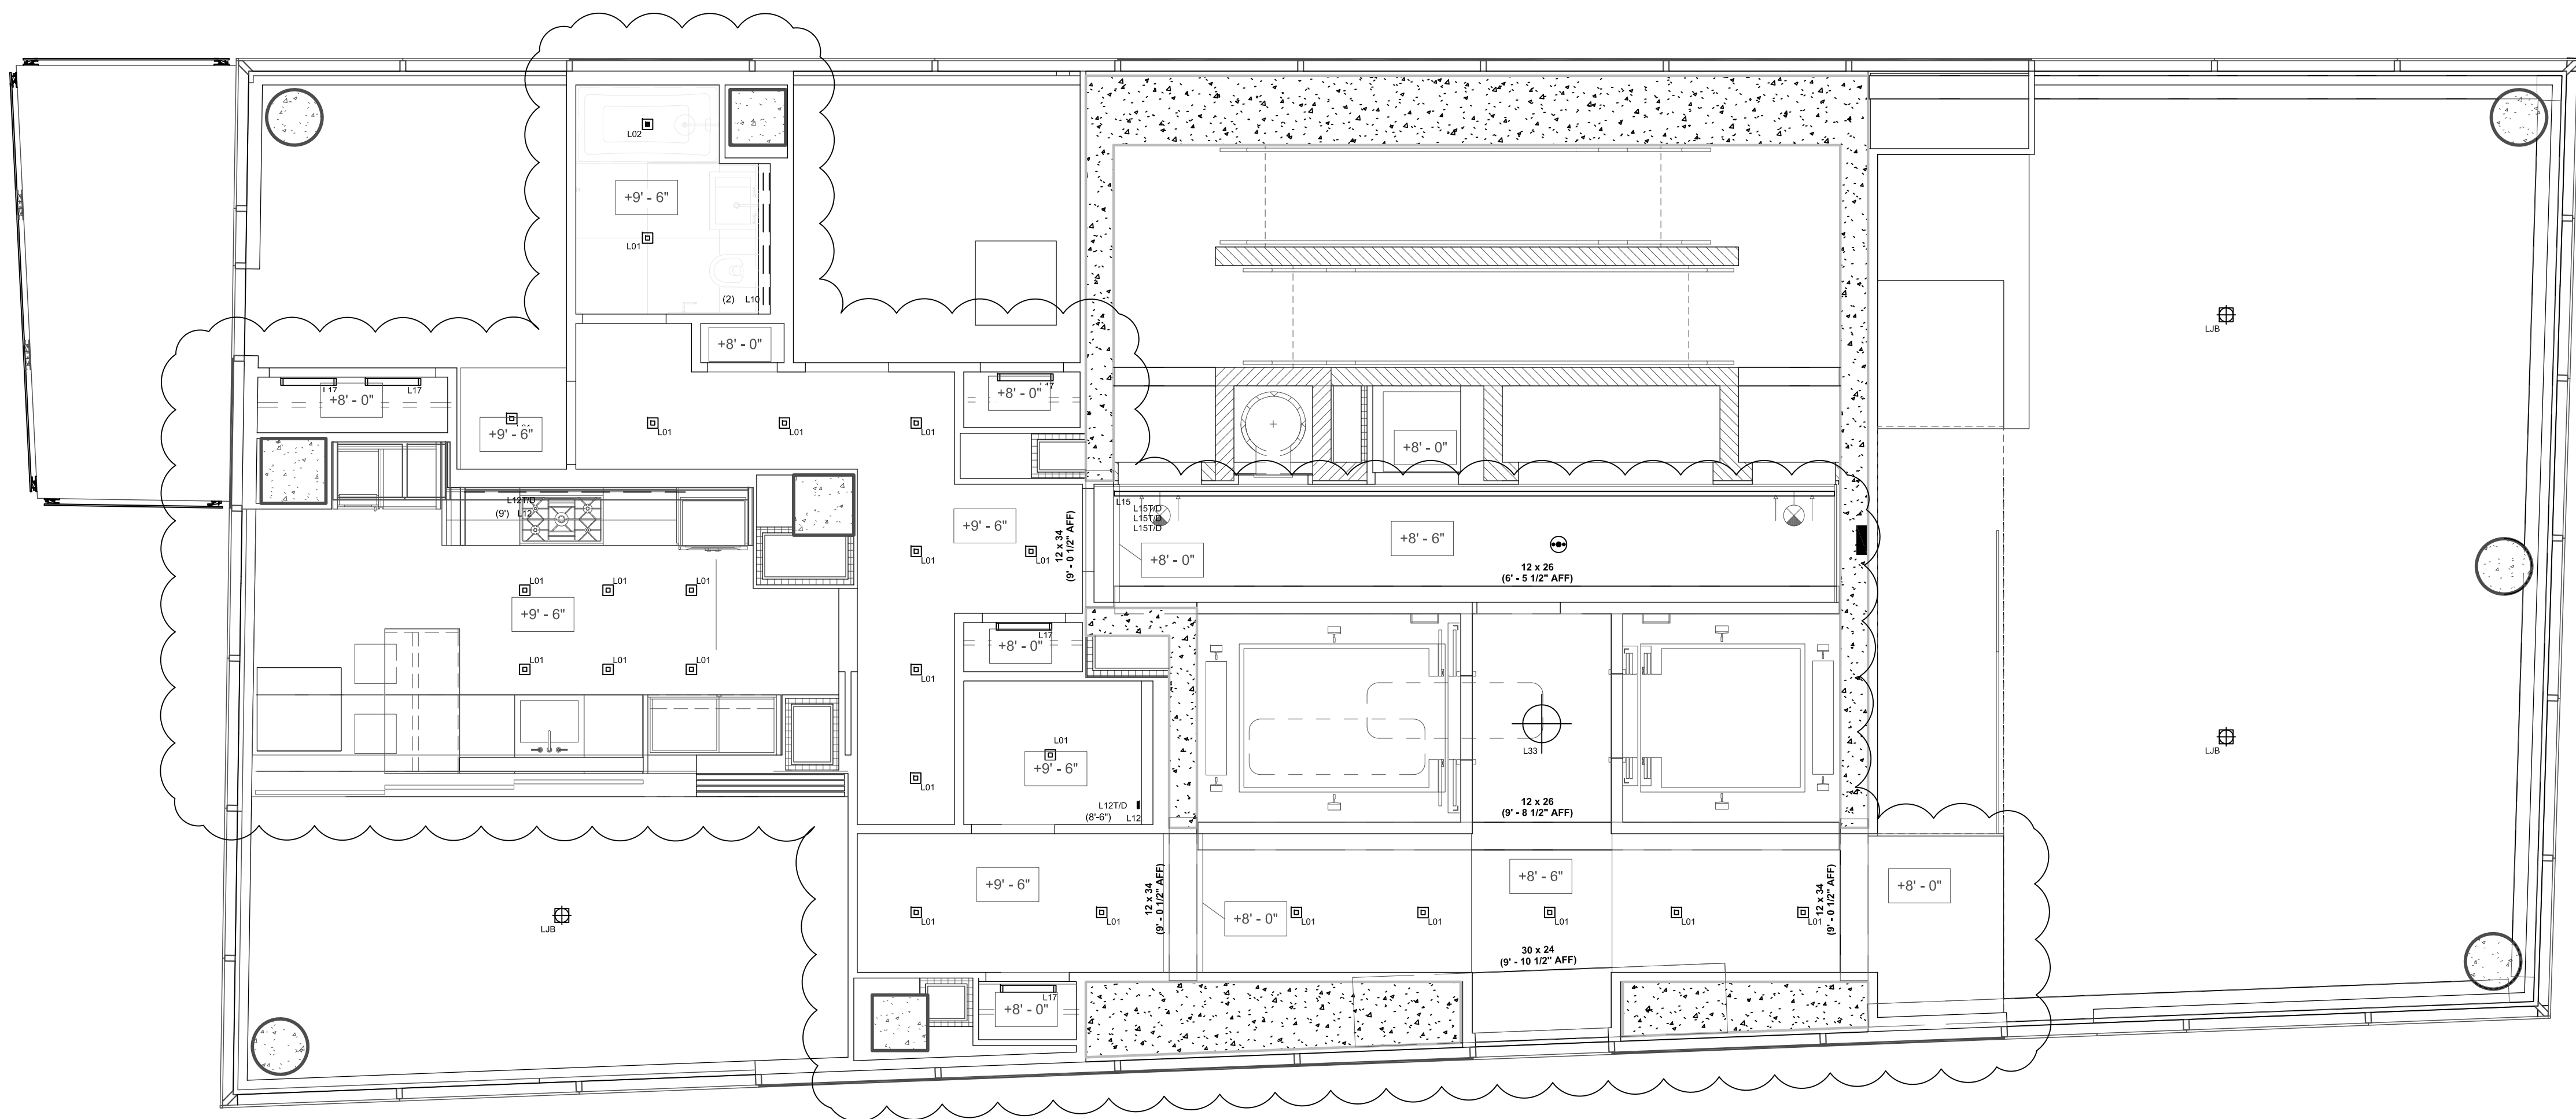 L02
+9' - 6"
L01
(2) L10
+8' - 0"
L17
L17
+8' - 0"
L17
+8' - 0"
+9' - 6"
L01
L01
L01
+8' - 0"
L12T/D
(9') L12
+9' - 6"
L01
12 x 34
(9' - 0 1/2" AFF)
L01
L15
L15T/D
L15T/D
L15T/D
+8' - 0"
+8' - 6"
12 x 26
(6' - 5 1/2" AFF)
LJB
L01
L01
L01
+9' - 6"
L01
L01
L01
L01
L17
+8' - 0"
L01
+9' - 6"
L12T/D
(8'-6") L12
L01
L33
12 x 26
(9' - 8 1/2" AFF)
LJB
+9' - 6"
L01
L01
12 x 34
(9' - 0 1/2" AFF)
+8' - 0"
L01
L01
+8' - 6"
L01
L01
L01
12 x 34
(9' - 0 1/2" AFF)
+8' - 0"
30 x 24
(9' - 10 1/2" AFF)
LJB
L17
+8' - 0"